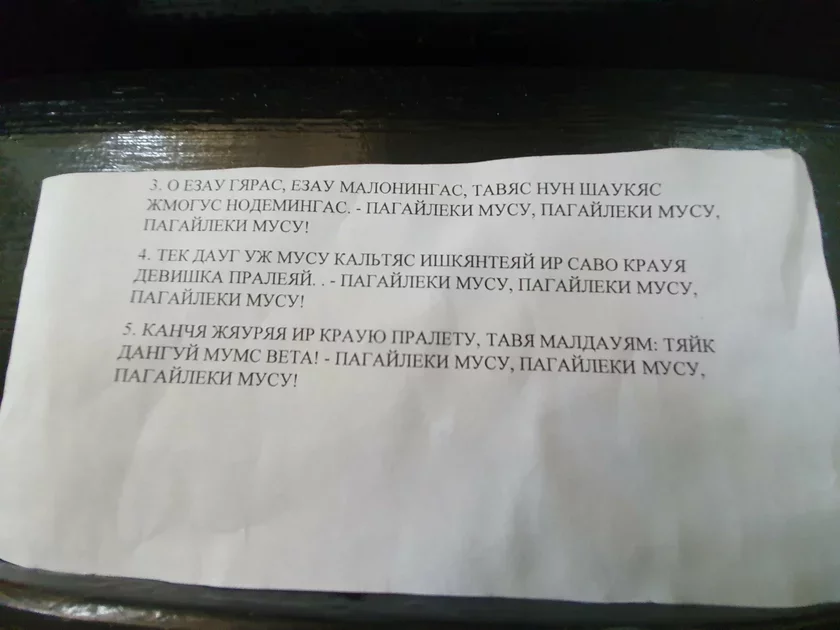 3. О ЕЗАУ ГЯРАС, ЕЗАУ МАЛОНИНГАС, ТАВЯС НУН ШАУКЯС
ЖМОГУС НОДЕМИНГАС. - ПАГАЙЛЕКИ МУСУ, ПАГАЙЛЕКИ МУСУ,
ПАГАЙЛЕКИ МУСУ!
4. ТЕК ДАУГ УЖ МУСУ КАЛЬТЯС ИШКЯНТЕЯЙ ИР САВО КРАУЯ
ДЕВИШКА ПРАЛЕЯЙ. . - ПАГАЙЛЕКИ МУСУ, ПАГАЙЛЕКИ МУСУ,
ПАГАЙЛЕКИ МУСУ!
5. КАНЧЯ ЖЯУРЯЯ ИР КРАУЮ ПРАЛЕТУ, ТАВЯ МАЛДАУЯМ: ТЯЙК
ДАНГУЙ МУМС ВЕТА! - ПАГАЙЛЕКИ МУСУ, ПАГАЙЛЕКИ МУСУ,
ПАГАЙЛЕКИ МУСУ!